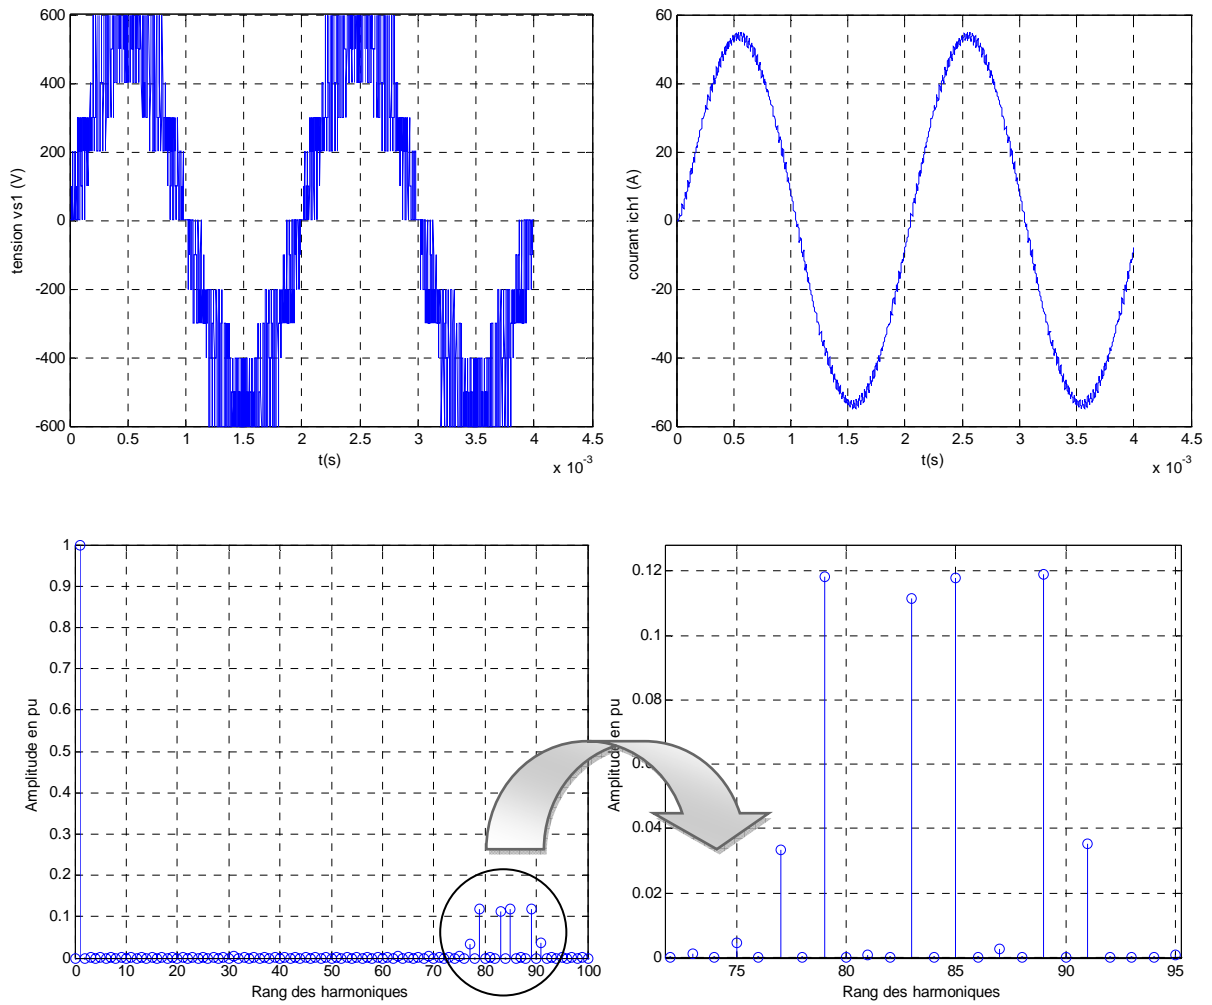 600
400
200
0
-200
-400
-600
tension vs1 (V)
0 0.5 1 1.5 2 2.5 3 3.5 4 4.5
t(s)
x 10⁻³
60
40
20
0
-20
-40
-60
courant ich1 (A)
0 0.5 1 1.5 2 2.5 3 3.5 4 4.5
t(s)
x 10⁻³
1
0.9
0.8
0.7
0.6
0.5
0.4
0.3
0.2
0.1
0
Amplitude en pu
0 10 20 30 40 50 60 70 80 90 100
Rang des harmoniques
0.12
0.1
0.08
0.04
0.02
0
Amplitude en pu
75 80 85 90 95
Rang des harmoniques